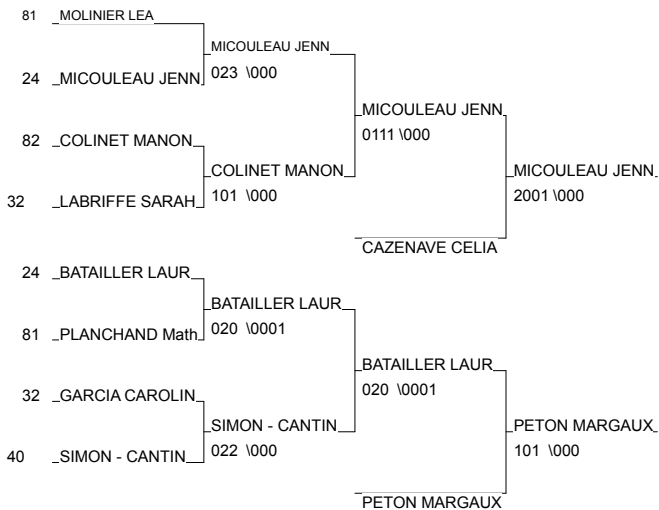 81 MOLINIER LEA
MICOULEAU JENN
24 MICOULEAU JENN 023 \000
MICOULEAU JENN
0111 \000
82 COLINET MANON
COLINET MANON
MICOULEAU JENN
32 LABRIFFE SARAH 101 \000
2001 \000
CAZENAVE CELIA
24 BATAILLER LAUR
BATAILLER LAUR
81 PLANCHAND Math 020 \0001
BATAILLER LAUR
020 \0001
32 GARCIA CAROLIN
SIMON - CANTIN
PETON MARGAUX
40 SIMON - CANTIN 022 \000
101 \000
PETON MARGAUX